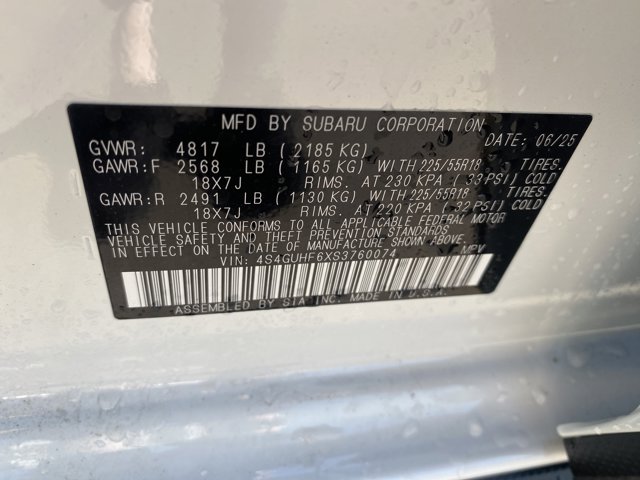 MFD BY SUBARU CORPORATION DATE: 06/25
GVWR: 4817 LB (2185 KG)
GAWR:F 2568 LB (1165 KG) WITH 225/55R18 TIRES.
18X7J RIMS. AT 230 KPA (33 PSI) COLD
GAWR:R 2491 LB (1130 KG) WITH 225/55R18 TIRES.
18X7J RIMS. AT 220 KPA (32 PSI) COLD
THIS VEHICLE CONFORMS TO ALL APPLICABLE FEDERAL MOTOR
VEHICLE SAFETY AND THEFT PREVENTION STANDARDS
IN EFFECT ON THE DATE OF MANUFACTURE SHOWN ABOVE.
VIN: 4S4GUHF6XS3760074 MPV
ASSEMBLED BY SIA INC. MADE IN U.S.A.